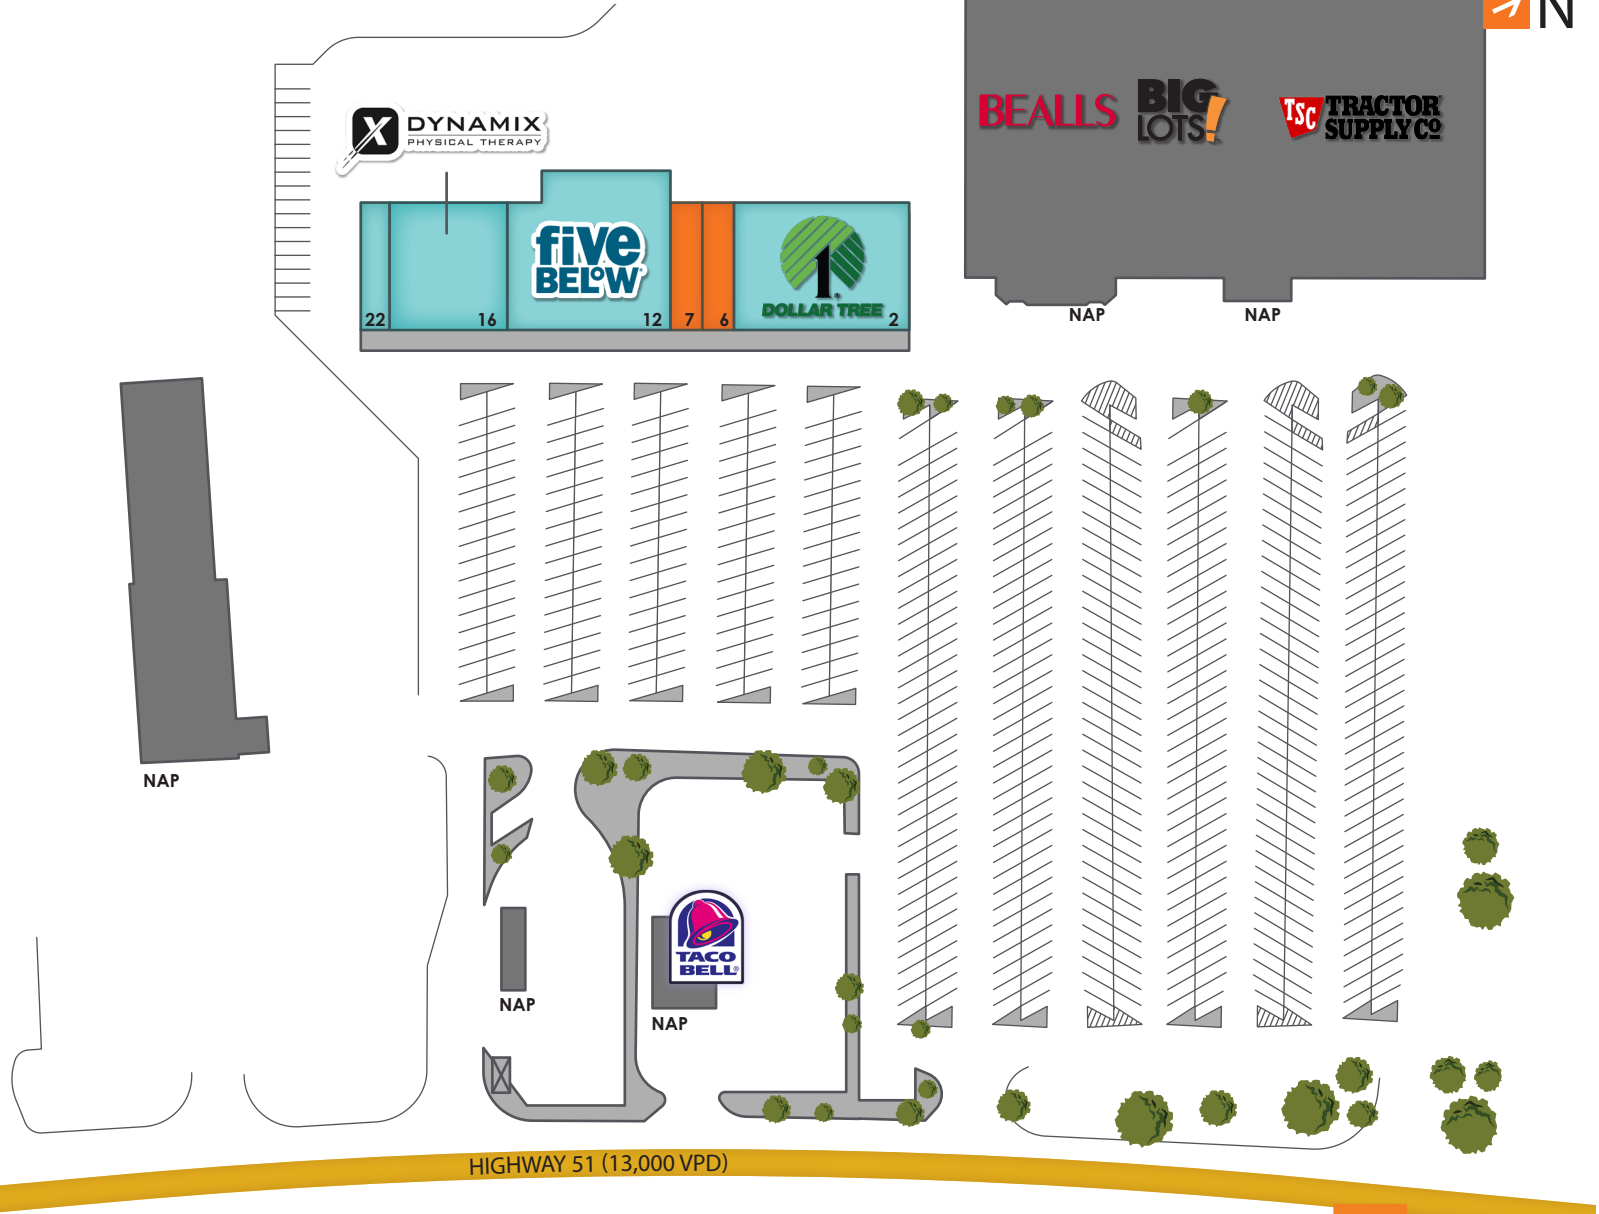 N
BEALLS
BIG
LOTS!
TSC
TRACTOR
SUPPLY CO
X
DYNAMIX
PHYSICAL THERAPY
five
BELOW
1
DOLLAR TREE
22
16
12
7
6
2
NAP
NAP
NAP
TACO
BELL®
NAP
NAP
HIGHWAY 51 (13,000 VPD)